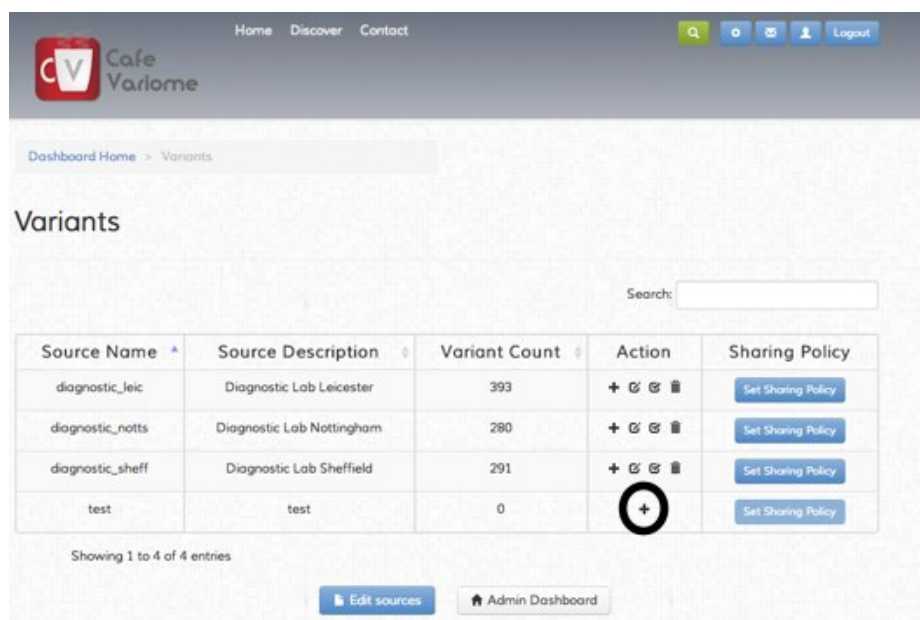 Home Discover Contact
Logout
CV Cafe
Variome
Dashboard Home > Variants
Variants
Search:
Source Name Source Description Variant Count Action Sharing Policy
diagnostic_leic Diagnostic Lab Leicester 393 Set Sharing Policy
diagnostic_notts Diagnostic Lab Nottingham 280 Set Sharing Policy
diagnostic_sheff Diagnostic Lab Sheffield 291 Set Sharing Policy
test test 0 Set Sharing Policy
Showing 1 to 4 of 4 entries
Edit sources Admin Dashboard